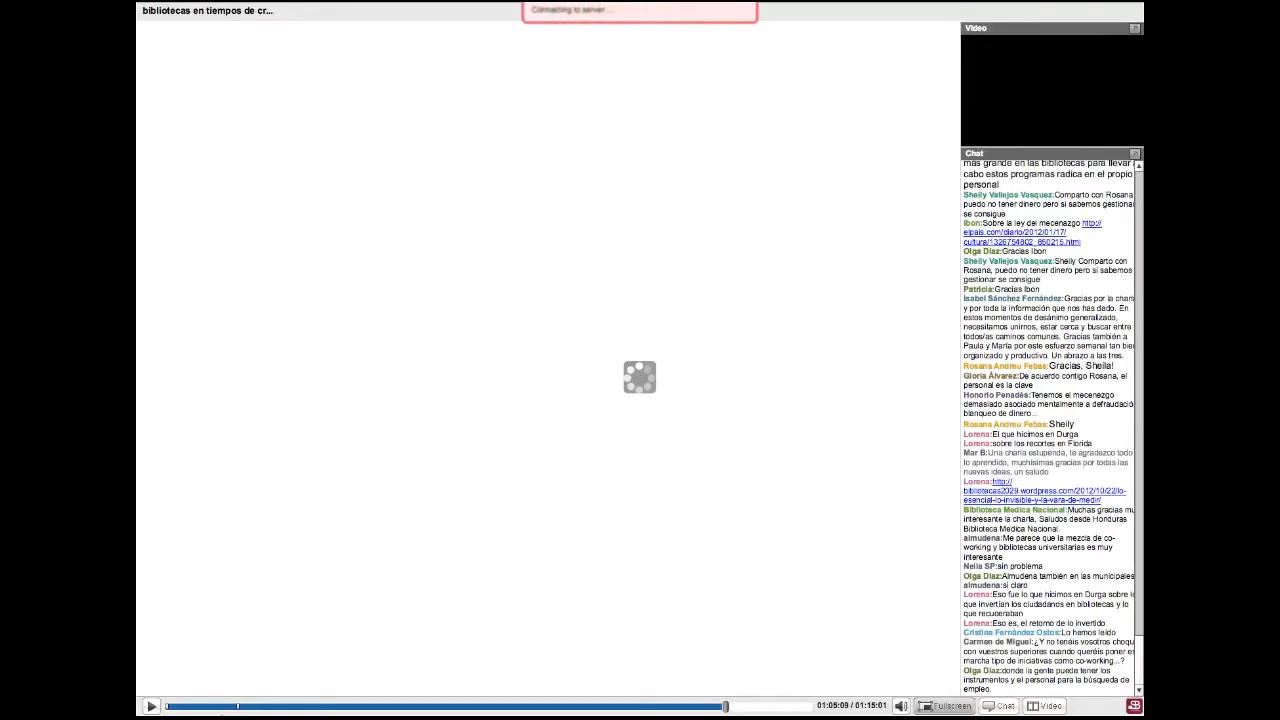 bibliotecas en tiempos de cr...
Connecting to server ...
Video
Chat
más grande en las bibliotecas para llevar a
cabo estos programas radica en el propio
personal
Sheily Vallejos Vasquez:Comparto con Rosana,
puedo no tener dinero pero si sabemos gestionar
se consigue
Ibon:Sobre la ley del mecenazgo http://
elpais.com/diario/2012/01/17/
cultura/1326754802_850215.html
Olga Díaz:Gracias Ibon
Sheily Vallejos Vasquez:Sheily Comparto con
Rosana, puedo no tener dinero pero si sabemos
gestionar se consigue
Patricia:Gracias Ibon
Isabel Sánchez Fernández:Gracias por la charla
y por toda la información que nos has dado. En
estos momentos de desánimo generalizado,
necesitamos unirnos, estar cerca y buscar entre
todos/as caminos comunes. Gracias también a
Paula y María por este esfuerzo semanal tan bien
organizado y productivo. Un abrazo a las tres.
Rosana Andreu Febas:Gracias, Sheila!
Gloria Álvarez:De acuerdo contigo Rosana, el
personal es la clave
Honorio Penadés:Tenemos el mecenezgo
demasiado asociado mentalmente a defraudació
blanqueo de dinero...
Rosana Andreu Febas:Sheily
Lorena:El que hicimos en Durga
Lorena:sobre los recortes en Florida
Mar B:Una charla estupenda, te agradezco todo
lo aprendido, muchísimas gracias por todas las
nuevas ideas, un saludo
Lorena:http://
bibliotecas2029.wordpress.com/2012/10/22/lo-
esencial-lo-invisible-y-la-vara-de-medir/
Biblioteca Medica Nacional:Muchas gracias mu
interesante la charla. Saludos desde Honduras
Biblioteca Medica Nacional.
almudena:Me parece que la mezcla de co-
working y bibliotecas universitarias es muy
interesante
Neila SP:sin problema
Olga Díaz:Almudena también en las municipales
almudena:si claro
Lorena:Eso fue lo que hicimos en Durga sobre lo
que invertían los ciudadanos en bibliotecas y lo
que recuperaban
Lorena:Eso es, el retorno de lo invertido
Cristina Fernández Ostos:Lo hemos leído
Carmen de Miguel:¿Y no tenáis vosotros choqu
con vuestros superiores cuando queréis poner e
marcha tipo de iniciativas como co-working...?
Olga Díaz:donde la gente puede tener los
instrumentos y el personal para la búsqueda de
empleo.
01:05:09 / 01:15:01
Fullscreen
Chat
Video